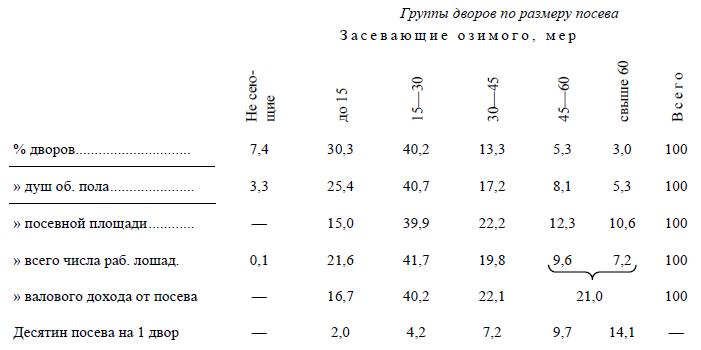 Группы дворов по размеру посева
Засевающие озимого, мер
Не сею-
щие
до 15
15—30
30—45
45—60
свыше 60
Всего
% дворов............................... 7,4 30,3 40,2 13,3 5,3 3,0 100
» душ об. пола....................... 3,3 25,4 40,7 17,2 8,1 5,3 100
» посевной площади............ — 15,0 39,9 22,2 12,3 10,6 100
» всего числа раб. лошад. 0,1 21,6 41,7 19,8 9,6 7,2 100
» валового дохода от посева — 16,7 40,2 22,1 21,0 100
Десятин посева на 1 двор — 2,0 4,2 7,2 9,7 14,1 —